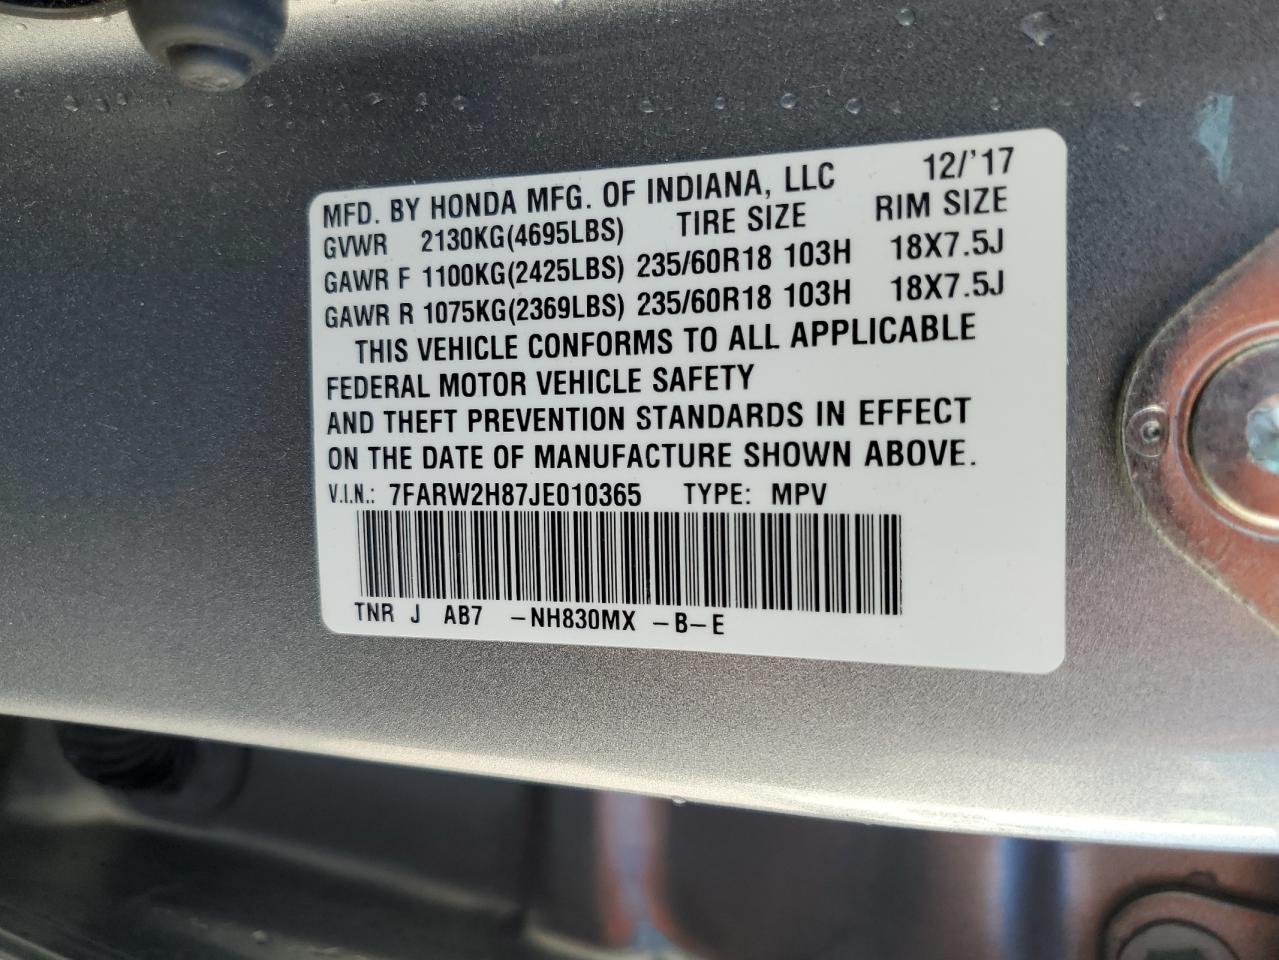 MFD. BY HONDA MFG. OF INDIANA, LLC 12/'17
GVWR 2130KG(4695LBS) TIRE SIZE RIM SIZE
GAWR F 1100KG(2425LBS) 235/60R18 103H 18X7.5J
GAWR R 1075KG(2369LBS) 235/60R18 103H 18X7.5J
THIS VEHICLE CONFORMS TO ALL APPLICABLE
FEDERAL MOTOR VEHICLE SAFETY
AND THEFT PREVENTION STANDARDS IN EFFECT
ON THE DATE OF MANUFACTURE SHOWN ABOVE.
V.I.N.: 7FARW2H87JE010365 TYPE: MPV
TNR J AB7 -NH830MX -B-E